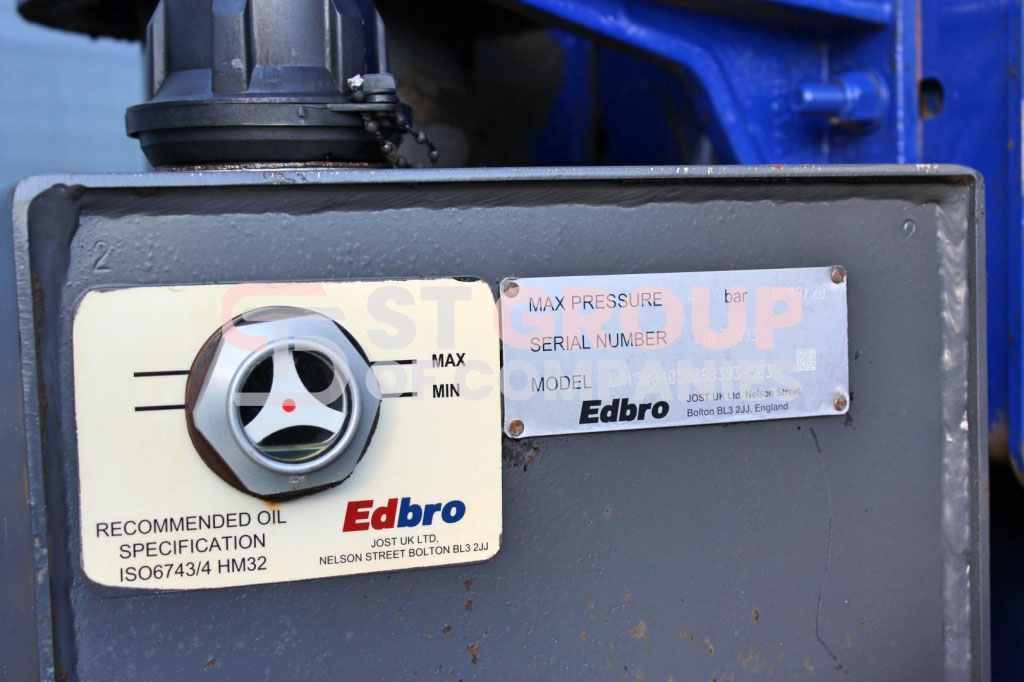 2
2
ST GROUP
OF COMPANIES
MAX
MIN
RECOMMENDED OIL
SPECIFICATION
ISO6743/4 HM32
Edbro
JOST UK LTD,
NELSON STREET BOLTON BL3 2JJ
MAX PRESSURE bar
SERIAL NUMBER
MODEL
Edbro
JOST UK Ltd, Nelson Street
Bolton BL3 2JJ, England